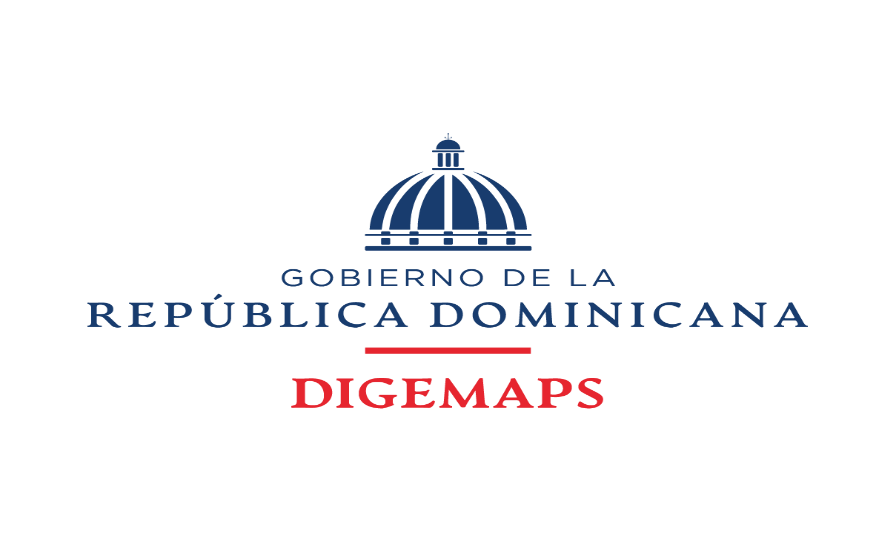 GOBIERNO DE LA
REPÚBLICA DOMINICANA
DIGEMAPS